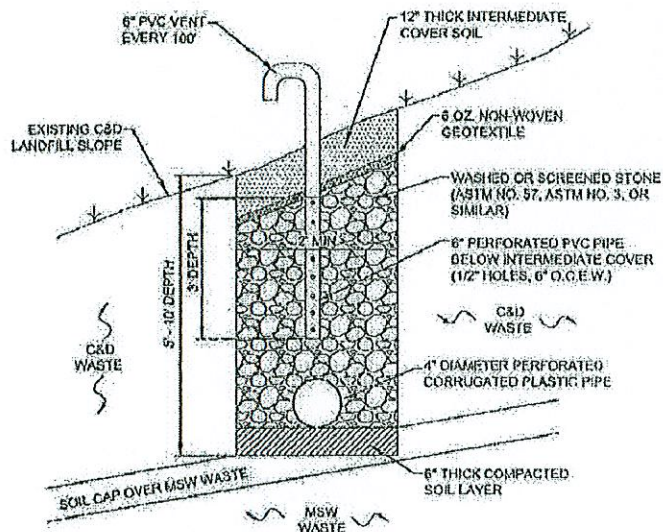 6" PVC VENT
EVERY 100'
12" THICK INTERMEDIATE
COVER SOIL
EXISTING C&D
LANDFILL SLOPE
6 OZ. NON-WOVEN
GEOTEXTILE
WASHED OR SCREENED STONE
(ASTM NO. 57, ASTM NO. 3, OR
SIMILAR)
2' MIN.
3' DEPTH
5' - 10' DEPTH
6" PERFORATED PVC PIPE
BELOW INTERMEDIATE COVER
(1/2" HOLES, 6" O.C.E.W.)
C&D
WASTE
C&D
WASTE
4" DIAMETER PERFORATED
CORRUGATED PLASTIC PIPE
6" THICK COMPACTED
SOIL LAYER
SOIL CAP OVER MSW WASTE
MSW
WASTE